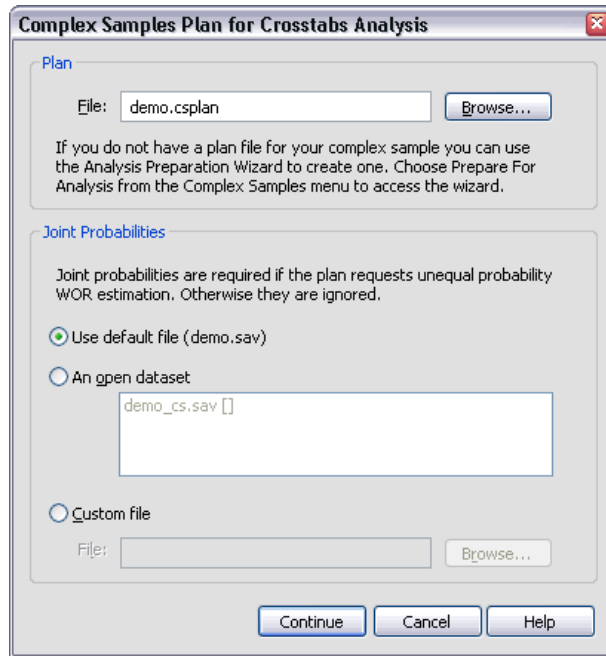 Complex Samples Plan for Crosstabs Analysis
Plan
File: demo.csplan Browse...
If you do not have a plan file for your complex sample you can use
the Analysis Preparation Wizard to create one. Choose Prepare For
Analysis from the Complex Samples menu to access the wizard.
Joint Probabilities
Joint probabilities are required if the plan requests unequal probability
WOR estimation. Otherwise they are ignored.
Use default file (demo.sav)
An open dataset
demo_cs.sav []
Custom file
File: Browse...
Continue Cancel Help